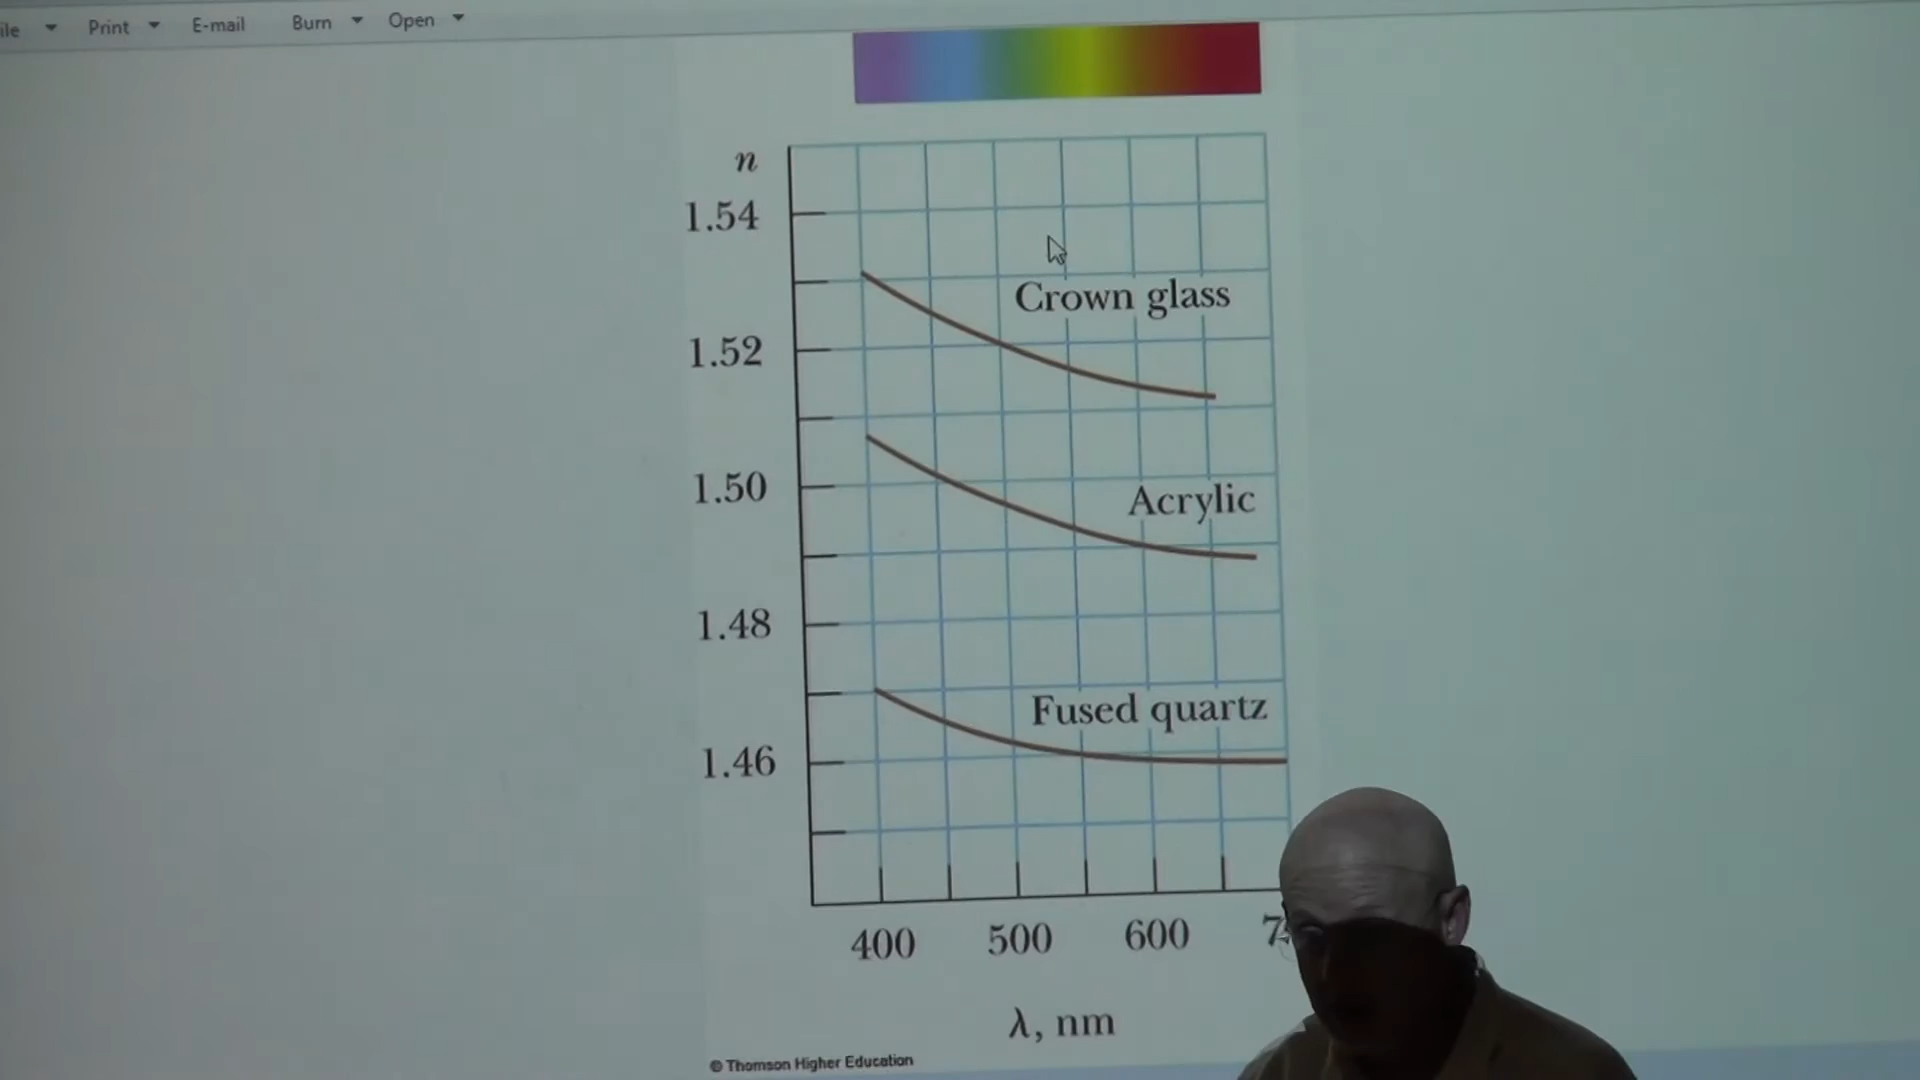 Print E-mail Burn Open
n
1.54
Crown glass
1.52
1.50
Acrylic
1.48
Fused quartz
1.46
400 500 600
λ, nm
© Thomson Higher Education